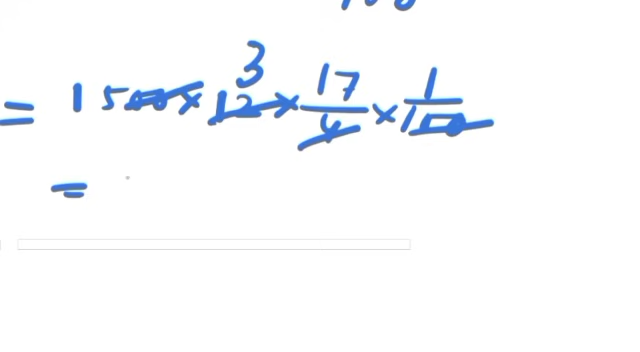 3
= 1500 × 12 × 17/4 × 1/100
=